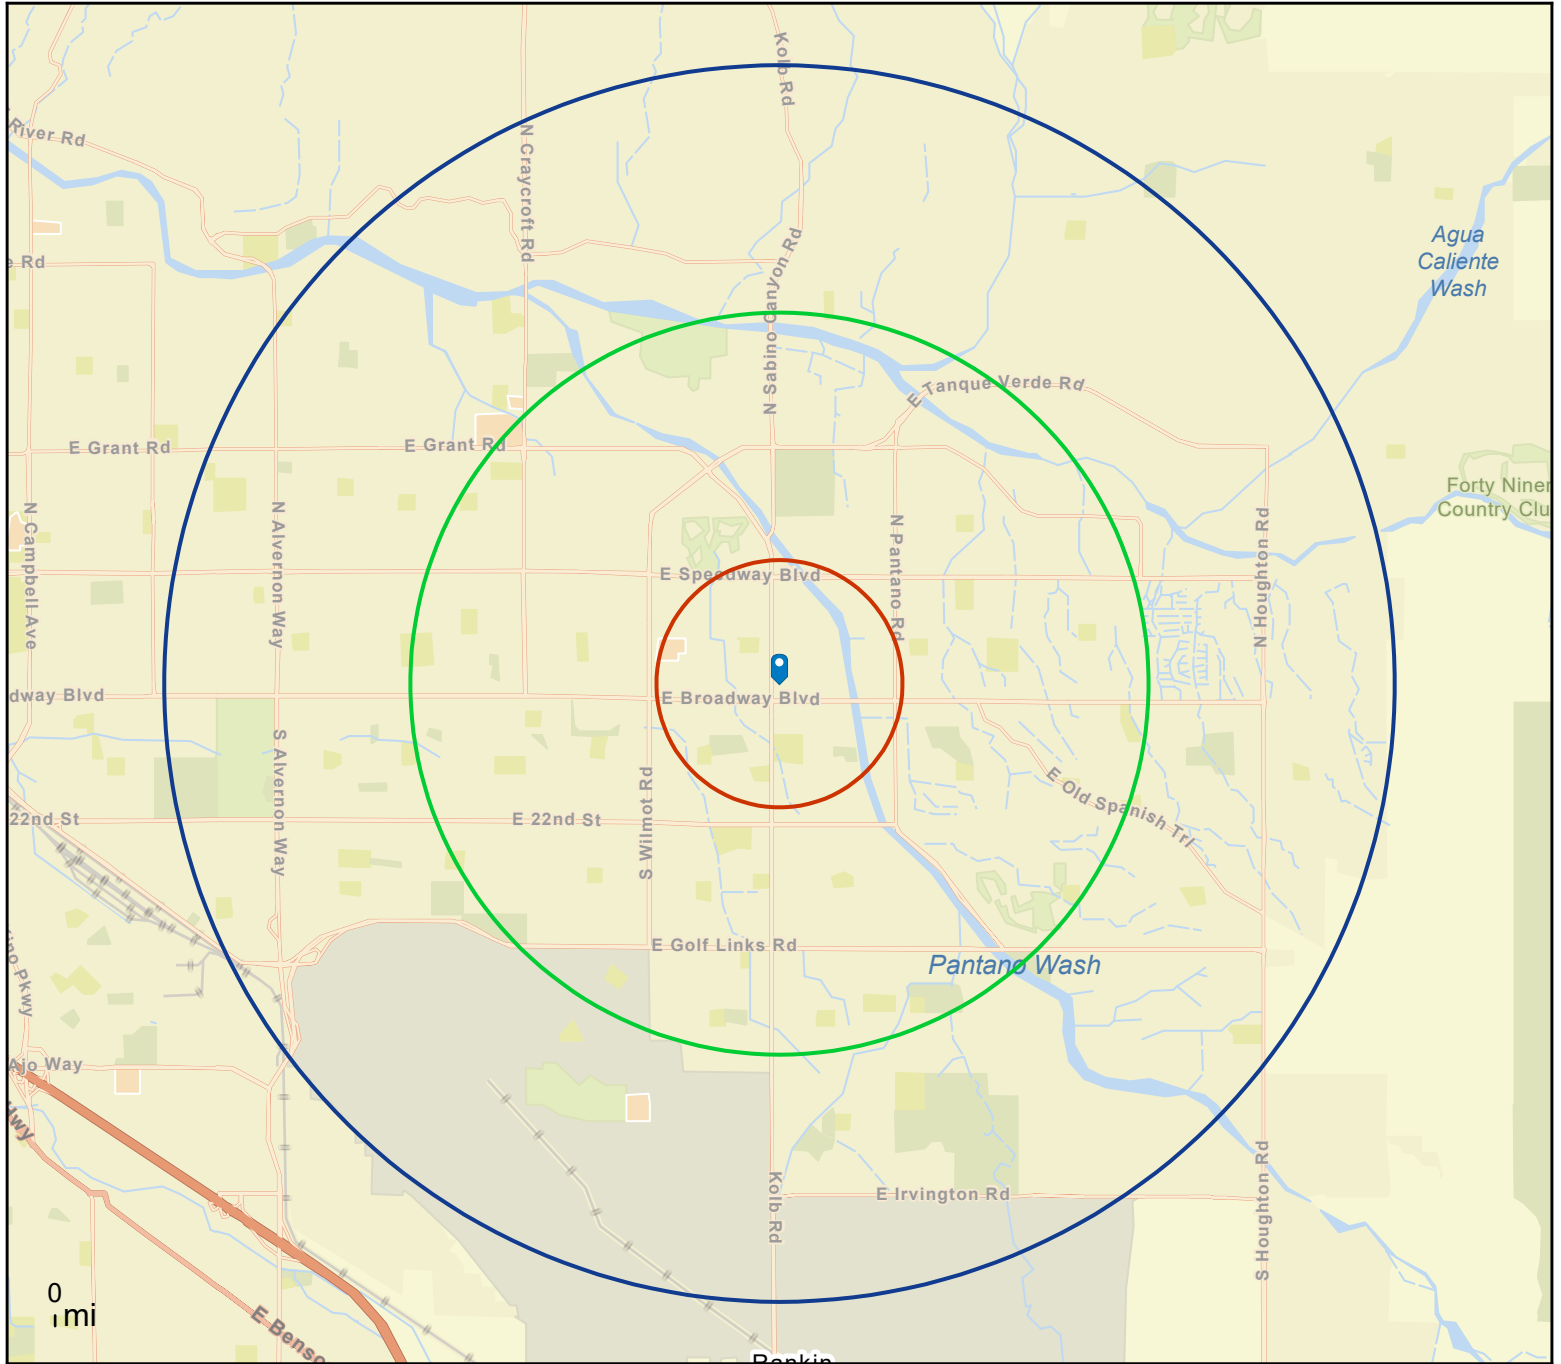 Kolb Rd
River Rd
N Craycroft Rd
Agua
Caliente
Wash
e Rd
N Sabino Canyon Rd
E Tanque Verde Rd
E Grant Rd
E Grant Rd
Forty Niner
Country Clu
N Campbell Ave
N Alvernon Way
N Pantano Rd
N Houghton Rd
E Speedway Blvd
dway Blvd
E Broadway Blvd
S Alvernon Way
S Wilmot Rd
E Old Spanish Trl
22nd St
E 22nd St
E Golf Links Rd
Pantano Wash
ino Pkwy
Ajo Way
Hwy
Kolb Rd
E Irvington Rd
S Houghton Rd
0
mi
E Benso
Rankin